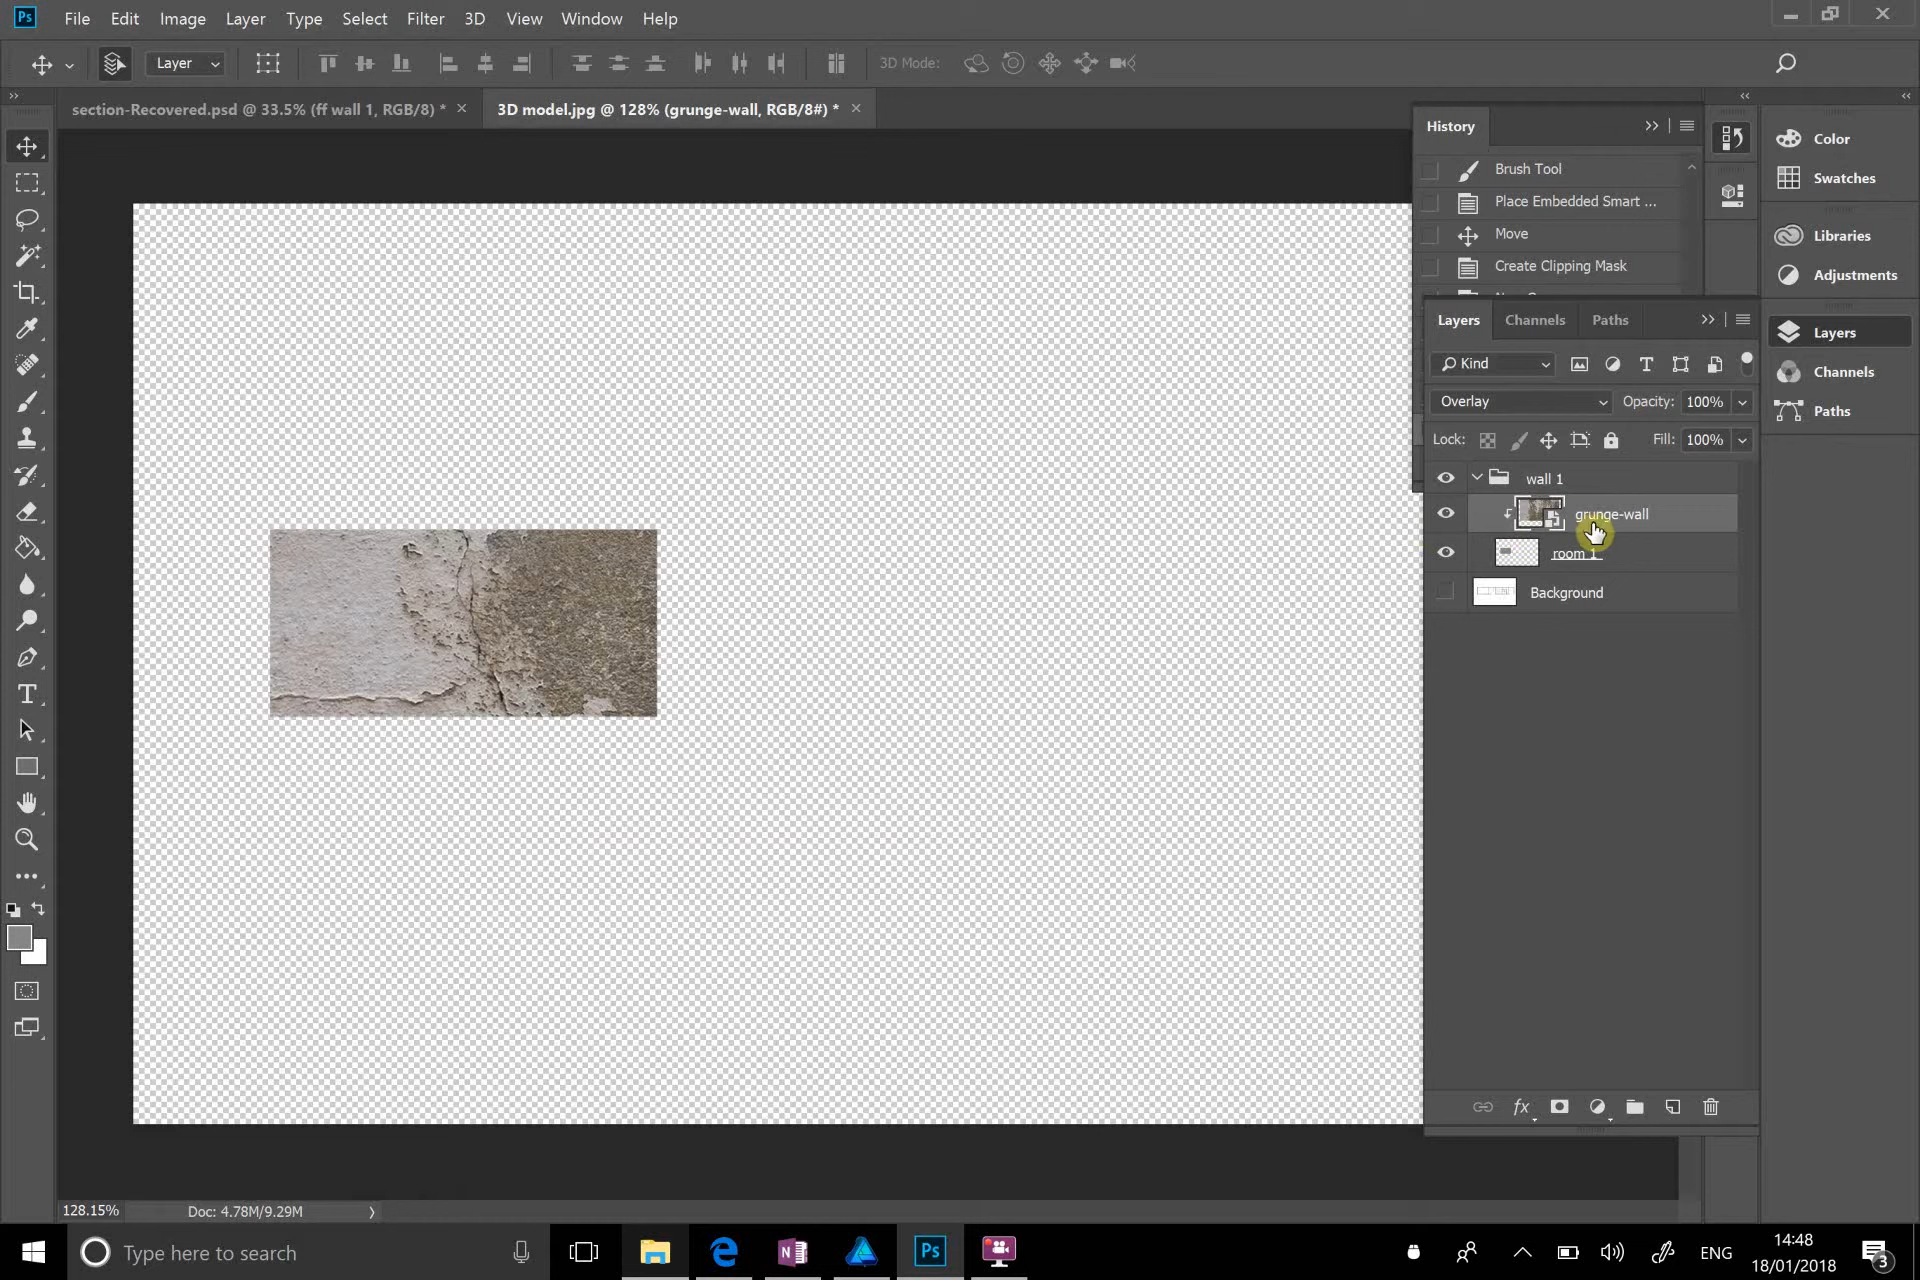 Ps File Edit Image Layer Type Select Filter 3D View Window Help
Layer 3D Mode:
section-Recovered.psd @ 33.5% (ff wall 1, RGB/8) * × 3D model.jpg @ 128% (grunge-wall, RGB/8#) * ×
History
Brush Tool
Place Embedded Smart ...
Move
Create Clipping Mask
Color
Swatches
Libraries
Adjustments
Layers
Channels
Paths
Layers Channels Paths
Kind
Overlay Opacity: 100%
Lock: Fill: 100%
wall 1
grunge-wall
room 1
Background
fx
128.15% Doc: 4.78M/9.29M
Type here to search
N
Ps
ENG
14:48
18/01/2018
3